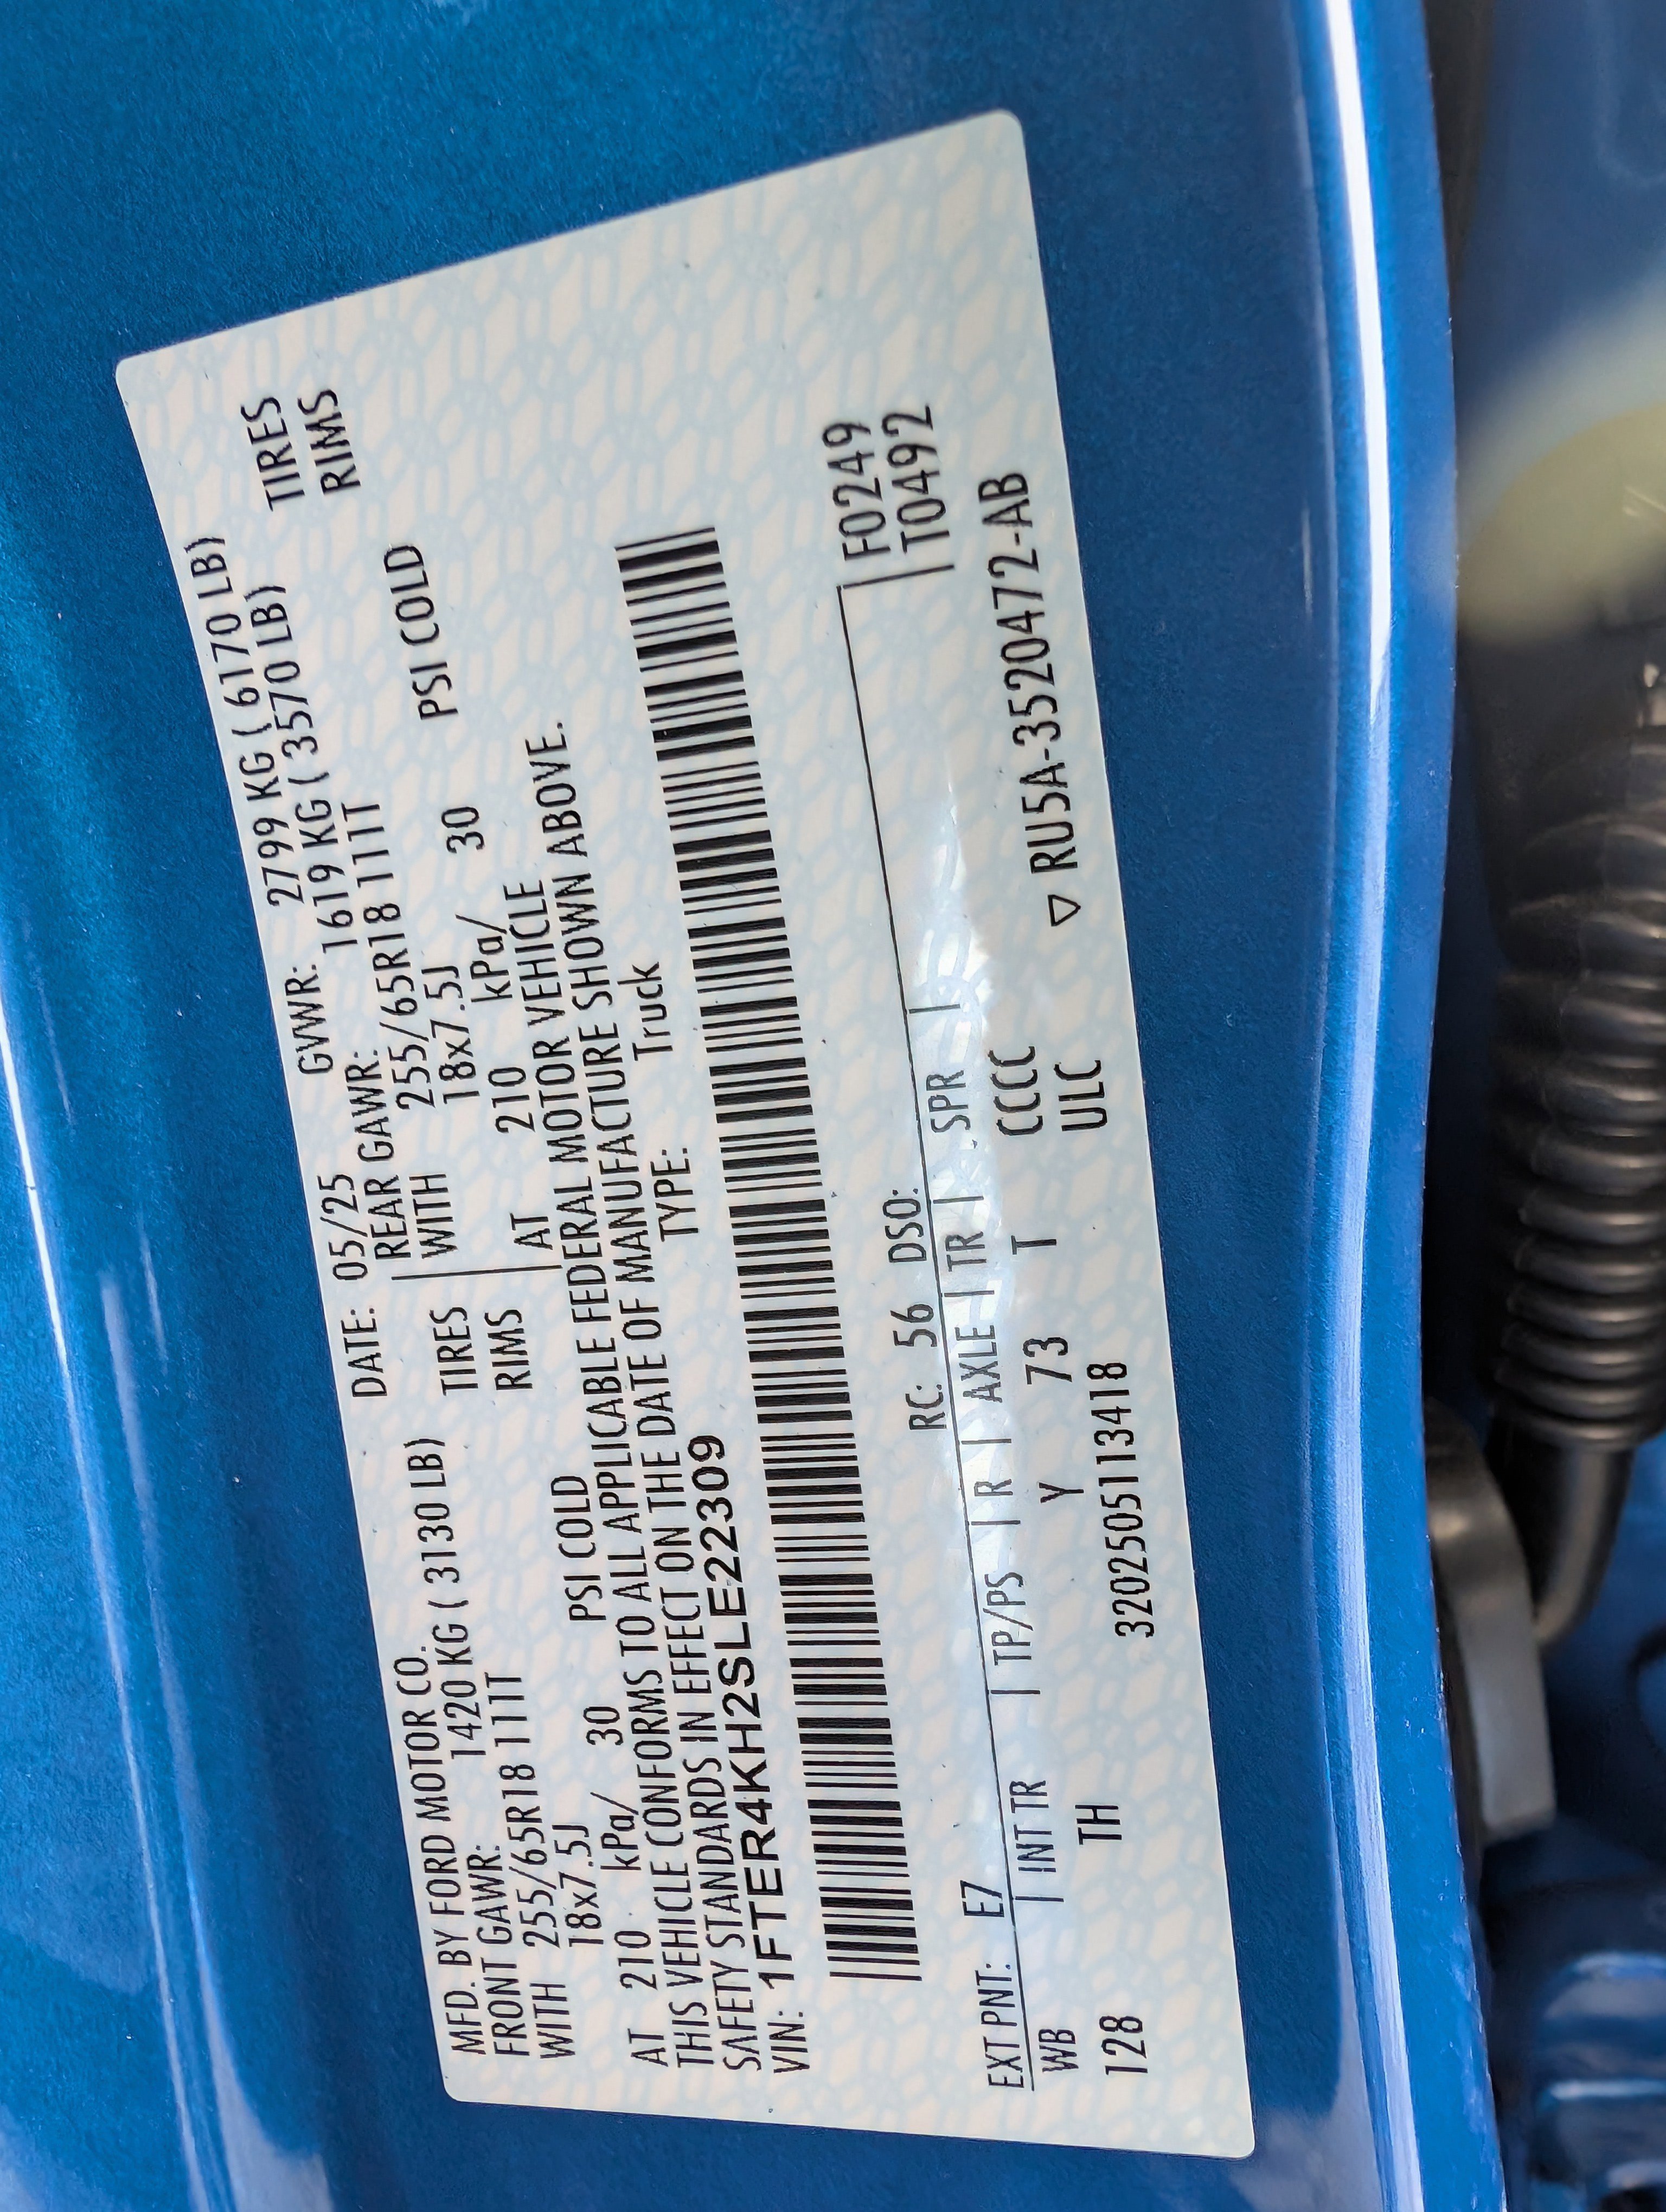 MFD. BY FORD MOTOR CO. DATE: 05/25 GVWR: 2799 KG ( 6170 LB)
FRONT GAWR: 1420 KG ( 3130 LB) REAR GAWR: 1619 KG ( 3570 LB)
WITH 255/65R18 111T TIRES WITH 255/65R18 111T TIRES
18x7.5J RIMS 18x7.5J RIMS
AT 210 kPa/ 30 PSI COLD AT 210 kPa/ 30 PSI COLD
THIS VEHICLE CONFORMS TO ALL APPLICABLE FEDERAL MOTOR VEHICLE
SAFETY STANDARDS IN EFFECT ON THE DATE OF MANUFACTURE SHOWN ABOVE.
VIN: 1FTER4KH2SLE22309 TYPE: Truck
EXT PNT: E7 RC: 56 DSO: F0249
WB | INT TR | TP/PS | R | AXLE | TR | SPR | T0492
128 TH Y 73 T CCCC ▽ RU5A-3520472-AB
3202505113418 ULC